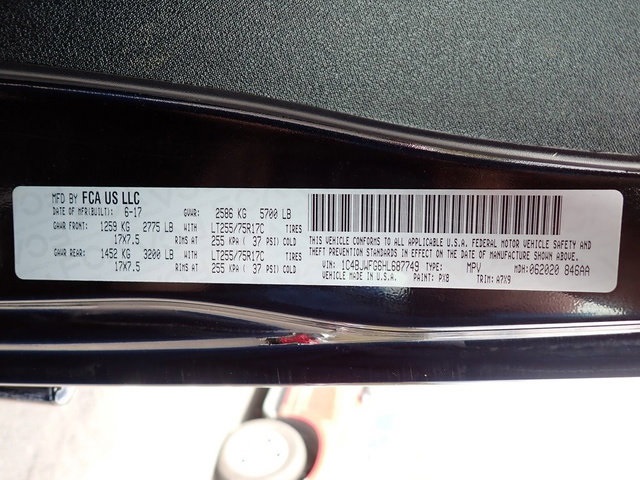 MFD BY FCA US LLC
DATE OF MFR(BUILT): 6-17 GVWR: 2586 KG 5700 LB
GAWR FRONT: 1259 KG 2775 LB WITH LT255/75R17C TIRES
17X7.5 RIMS AT 255 KPA ( 37 PSI) COLD
GAWR REAR: 1452 KG 3200 LB WITH LT255/75R17C TIRES
17X7.5 RIMS AT 255 KPA ( 37 PSI) COLD
THIS VEHICLE CONFORMS TO ALL APPLICABLE U.S.A. FEDERAL MOTOR VEHICLE SAFETY AND
THEFT PREVENTION STANDARDS IN EFFECT ON THE DATE OF MANUFACTURE SHOWN ABOVE.
VIN: 1C4BJWFG6HL687749 TYPE: MPV MDH: 062020 846AA
VEHICLE MADE IN U.S.A. PAINT: PX8 TRIM: A7X9